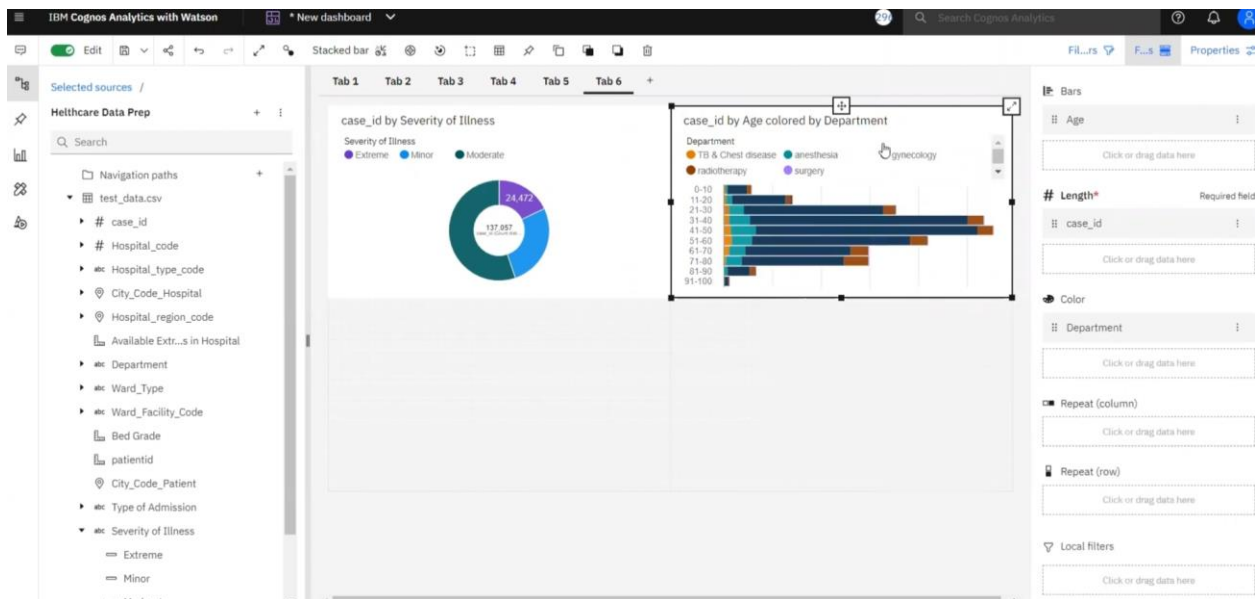 IBM Cognos Analytics with Watson
* New dashboard
Search Cognos Analytics
Edit
Stacked bar
Fil...rs
F...s
Properties
Selected sources /
Helthcare Data Prep
Search
Navigation paths
test_data.csv
# case_id
# Hospital_code
abc Hospital_type_code
City_Code_Hospital
Hospital_region_code
Available Extr...s in Hospital
abc Department
abc Ward_Type
abc Ward_Facility_Code
Bed Grade
patientid
City_Code_Patient
abc Type of Admission
abc Severity of Illness
Extreme
Minor
Tab 1 Tab 2 Tab 3 Tab 4 Tab 5 Tab 6 +
case_id by Severity of Illness
Severity of Illness
Extreme Minor Moderate
24,472
137,057
case_id by Age colored by Department
Department
TB & Chest disease anesthesia gynecology
radiotherapy surgery
0-10
11-20
21-30
31-40
41-50
51-60
61-70
71-80
81-90
91-100
Bars
Age
Click or drag data here
# Length* Required field
case_id
Click or drag data here
Color
Department
Click or drag data here
Repeat (column)
Click or drag data here
Repeat (row)
Click or drag data here
Local filters
Click or drag data here